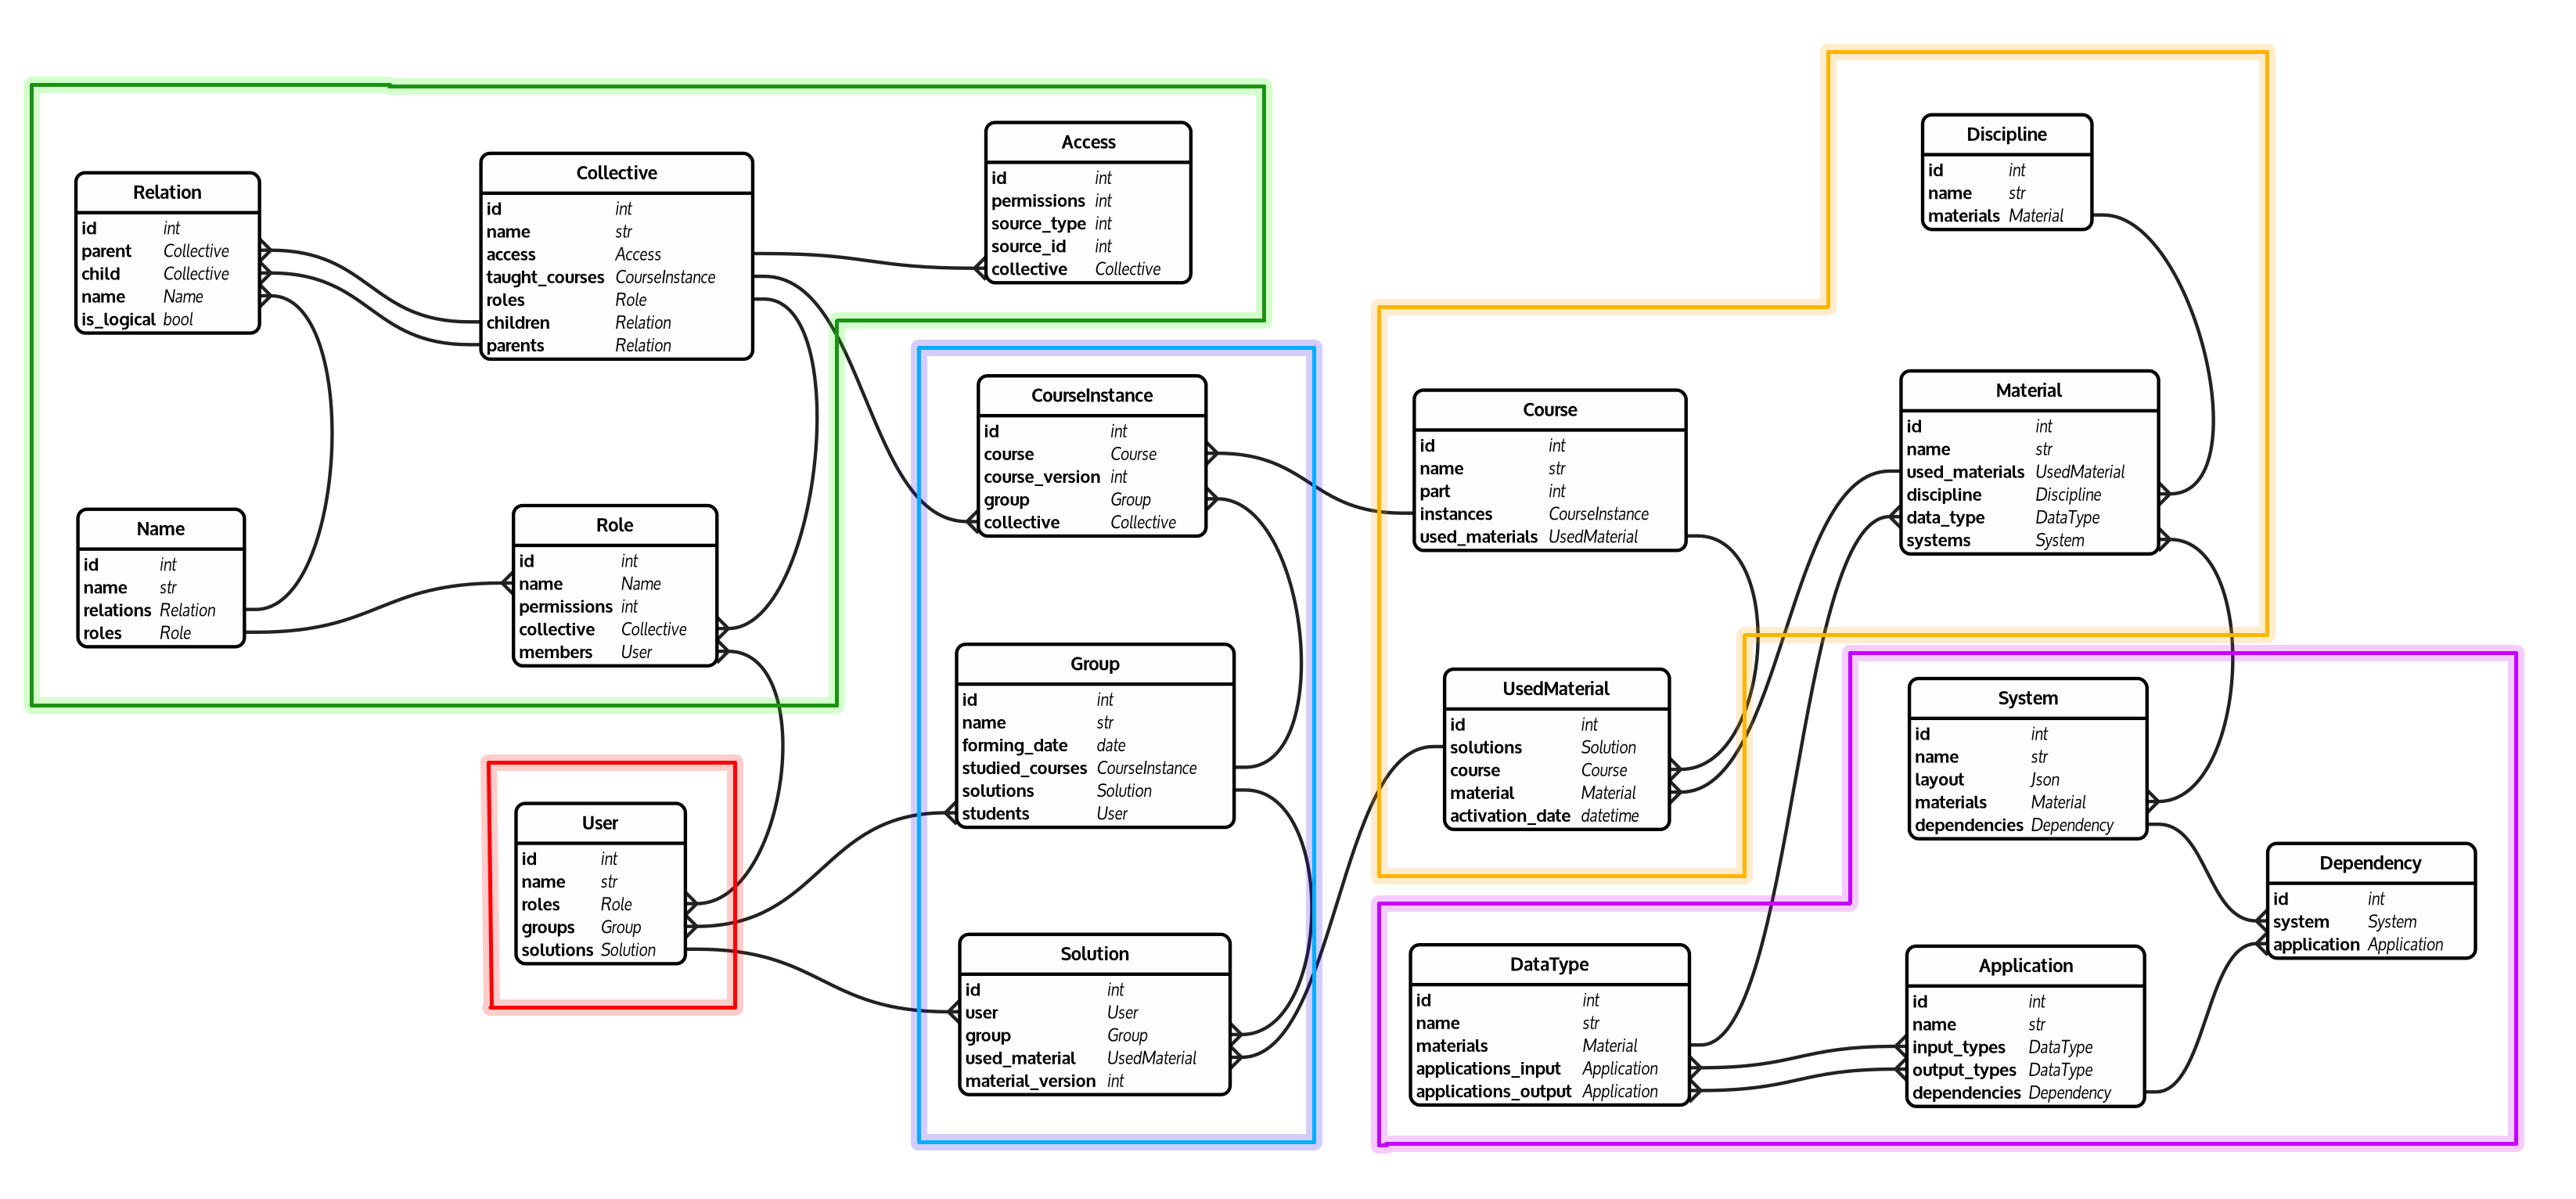 Relation
id int
parent Collective
child Collective
name Name
is_logical bool
Collective
id int
name str
access Access
taught_courses CourseInstance
roles Role
children Relation
parents Relation
Access
id int
permissions int
source_type int
source_id int
collective Collective
Name
id int
name str
relations Relation
roles Role
Role
id int
name Name
permissions int
collective Collective
members User
User
id int
name str
roles Role
groups Group
solutions Solution
CourseInstance
id int
course Course
course_version int
group Group
collective Collective
Group
id int
name str
forming_date date
studied_courses CourseInstance
solutions Solution
students User
Solution
id int
user User
group Group
used_material UsedMaterial
material_version int
Discipline
id int
name str
materials Material
Course
id int
name str
part int
instances CourseInstance
used_materials UsedMaterial
Material
id int
name str
used_materials UsedMaterial
discipline Discipline
data_type DataType
systems System
UsedMaterial
id int
solutions Solution
course Course
material Material
activation_date datetime
System
id int
name str
layout Json
materials Material
dependencies Dependency
Dependency
id int
system System
application Application
DataType
id int
name str
materials Material
applications_input Application
applications_output Application
Application
id int
name str
input_types DataType
output_types DataType
dependencies Dependency